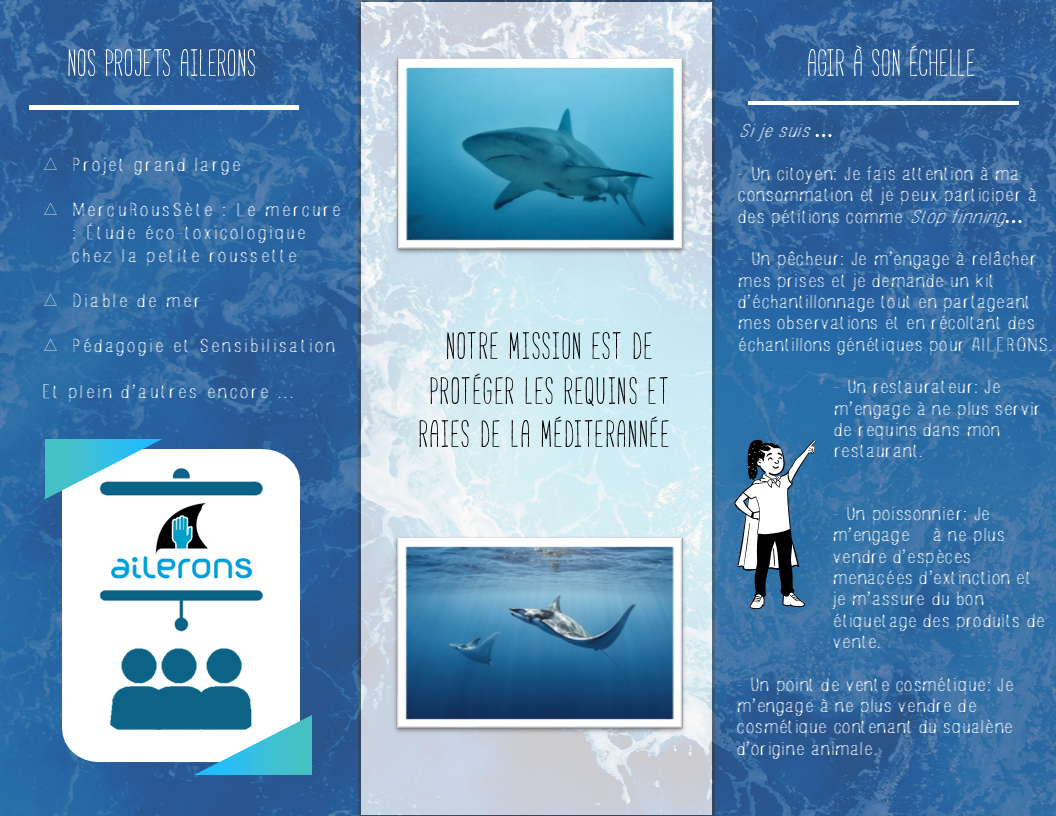 NOS PROJETS AILERONS
Projet grand large
MercuRousSète : Le mercure
: Étude éco-toxicologique
chez la petite roussette
Diable de mer
Pédagogie et Sensibilisation
Et plein d'autres encore ...
ailerons
NOTRE MISSION EST DE
PROTÉGER LES REQUINS ET
RAIES DE LA MÉDITERANNÉE
AGIR À SON ÉCHELLE
Si je suis ...
- Un citoyen: Je fais attention à ma
consommation et je peux participer à
des pétitions comme Stop finning...
- Un pêcheur: Je m'engage à relâcher
mes prises et je demande un kit
d'échantillonnage tout en partageant
mes observations et en récoltant des
échantillons génétiques pour AILERONS.
- Un restaurateur: Je
m'engage à ne plus servir
de requins dans mon
restaurant.
- Un poissonnier: Je
m'engage à ne plus
vendre d'espèces
menacées d'extinction et
je m'assure du bon
étiquetage des produits de
vente.
- Un point de vente cosmétique: Je
m'engage à ne plus vendre de
cosmétique contenant du squalène
d'origine animale.